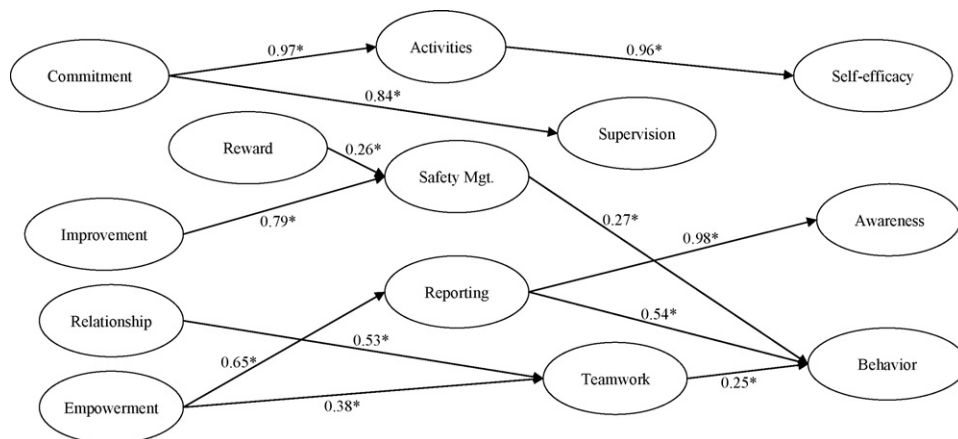 Commitment
0.97*
Activities
0.96*
Self-efficacy
0.84*
Supervision
Reward
0.26*
Safety Mgt.
Improvement
0.79*
0.27*
Awareness
0.98*
Reporting
Relationship
0.53*
0.54*
0.65*
Teamwork
0.25*
Behavior
Empowerment
0.38*